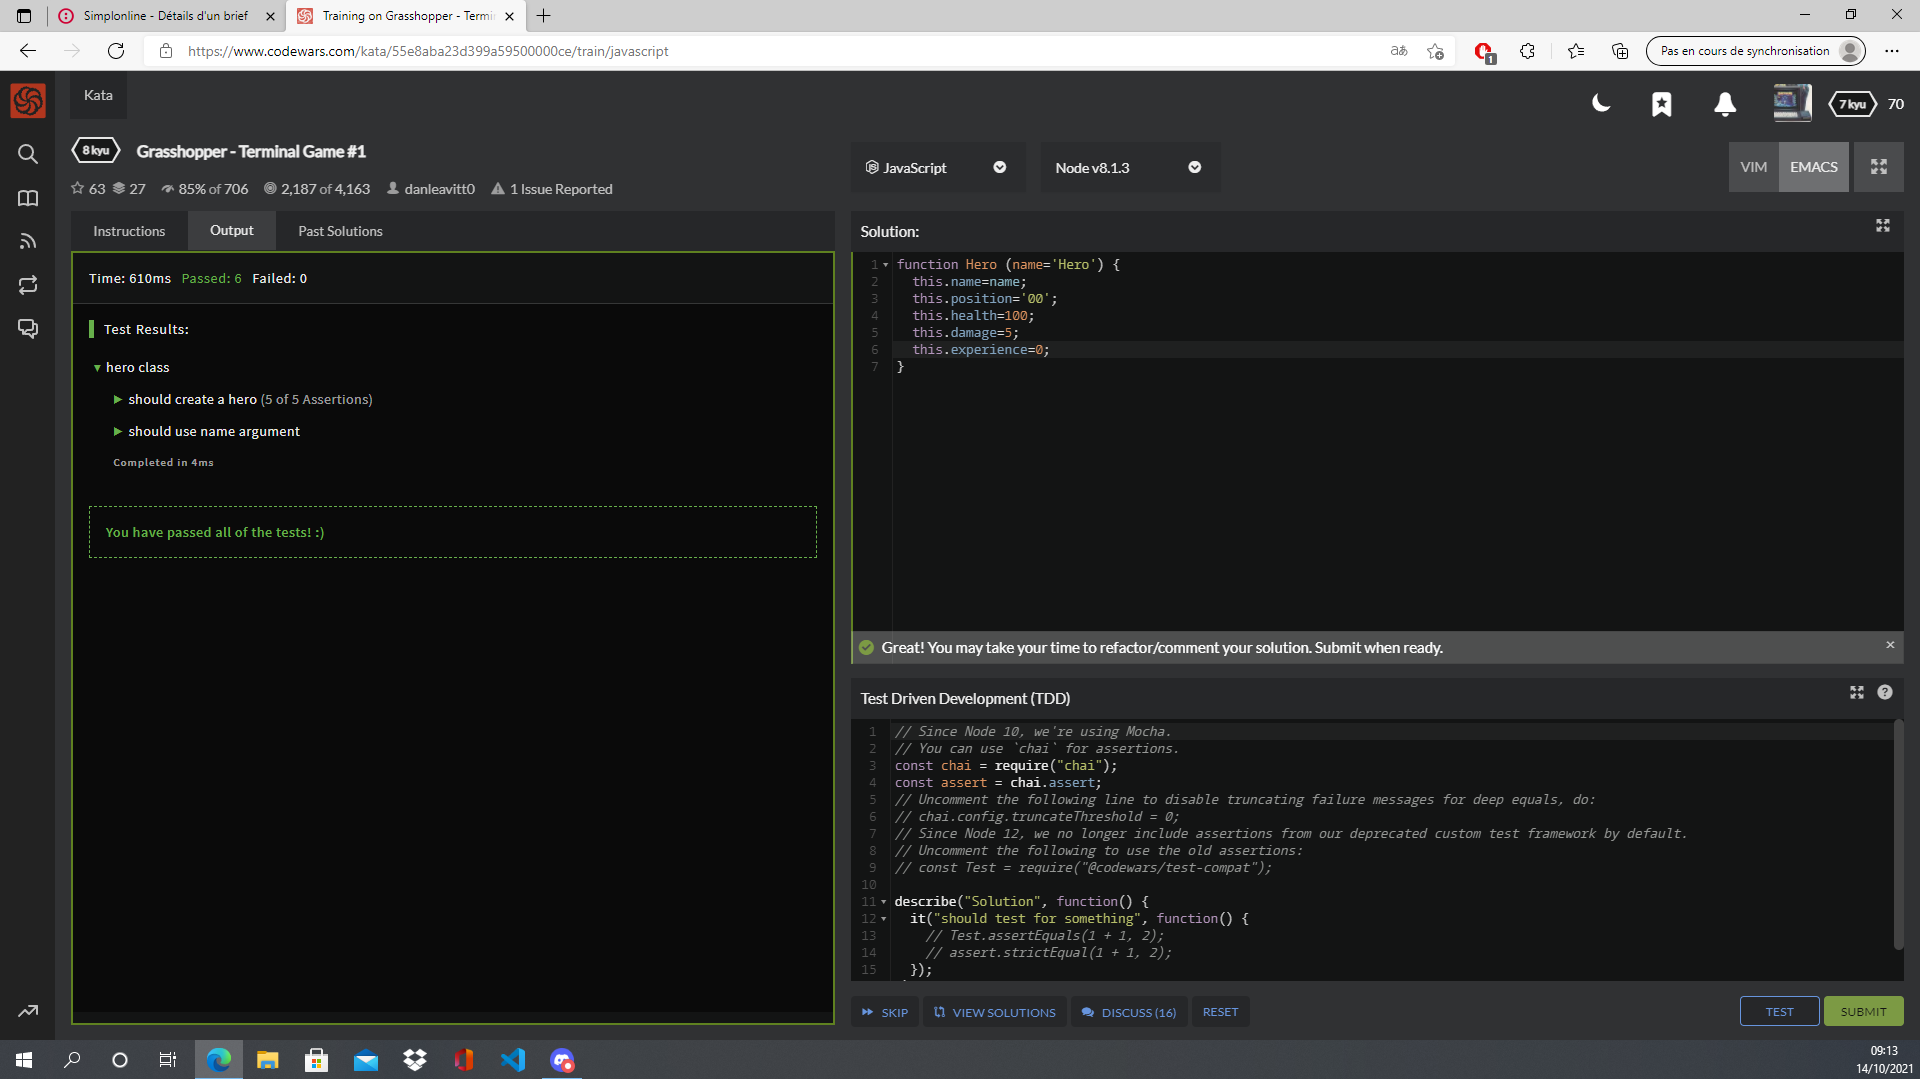 Simplonline - Détails d'un brief
Training on Grasshopper - Termin
https://www.codewars.com/kata/55e8aba23d399a59500000ce/train/javascript
aあ
1
Pas en cours de synchronisation
Kata
7 kyu
70
8 kyu
Grasshopper - Terminal Game #1
63 27 85% of 706 2,187 of 4,163 danleavitt0 1 Issue Reported
JavaScript
Node v8.1.3
VIM
EMACS
Instructions
Output
Past Solutions
Time: 610ms Passed: 6 Failed: 0
Test Results:
hero class
should create a hero (5 of 5 Assertions)
should use name argument
Completed in 4ms
You have passed all of the tests! :)
Solution:
1 function Hero (name='Hero') {
2 this.name=name;
3 this.position='00';
4 this.health=100;
5 this.damage=5;
6 this.experience=0;
7 }
Great! You may take your time to refactor/comment your solution. Submit when ready.
Test Driven Development (TDD)
1 // Since Node 10, we're using Mocha.
2 // You can use `chai` for assertions.
3 const chai = require("chai");
4 const assert = chai.assert;
5 // Uncomment the following line to disable truncating failure messages for deep equals, do:
6 // chai.config.truncateThreshold = 0;
7 // Since Node 12, we no longer include assertions from our deprecated custom test framework by default.
8 // Uncomment the following to use the old assertions:
9 // const Test = require("@codewars/test-compat");
10
11 describe("Solution", function() {
12 it("should test for something", function() {
13 // Test.assertEquals(1 + 1, 2);
14 // assert.strictEqual(1 + 1, 2);
15 });
SKIP
VIEW SOLUTIONS
DISCUSS (16)
RESET
TEST
SUBMIT
09:13
14/10/2021